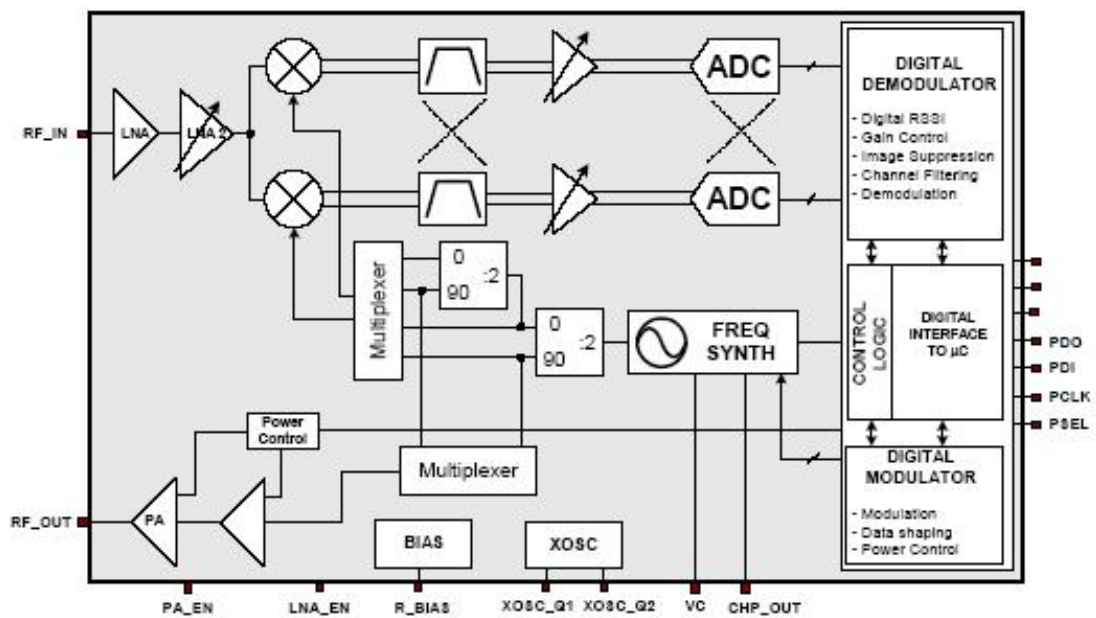 RF_IN
LNA
LNA 2
ADC
DIGITAL
DEMODULATOR
- Digital RSSI
- Gain Control
- Image Suppression
- Channel Filtering
- Demodulation
ADC
Multiplexer
0
:2
90
0
:2
90
FREQ
SYNTH
CONTROL
LOGIC
DIGITAL
INTERFACE
TO µC
PDO
PDI
PCLK
PSEL
Power
Control
Multiplexer
DIGITAL
MODULATOR
- Modulation
- Data shaping
- Power Control
RF_OUT
PA
BIAS
XOSC
PA_EN
LNA_EN
R_BIAS
XOSC_Q1
XOSC_Q2
VC
CHP_OUT